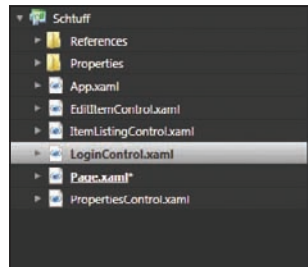 Schtuff
References
Properties
App.xaml
EditItemControl.xaml
ItemListingControl.xaml
LoginControl.xaml
Page.xaml*
PropertiesControl.xaml